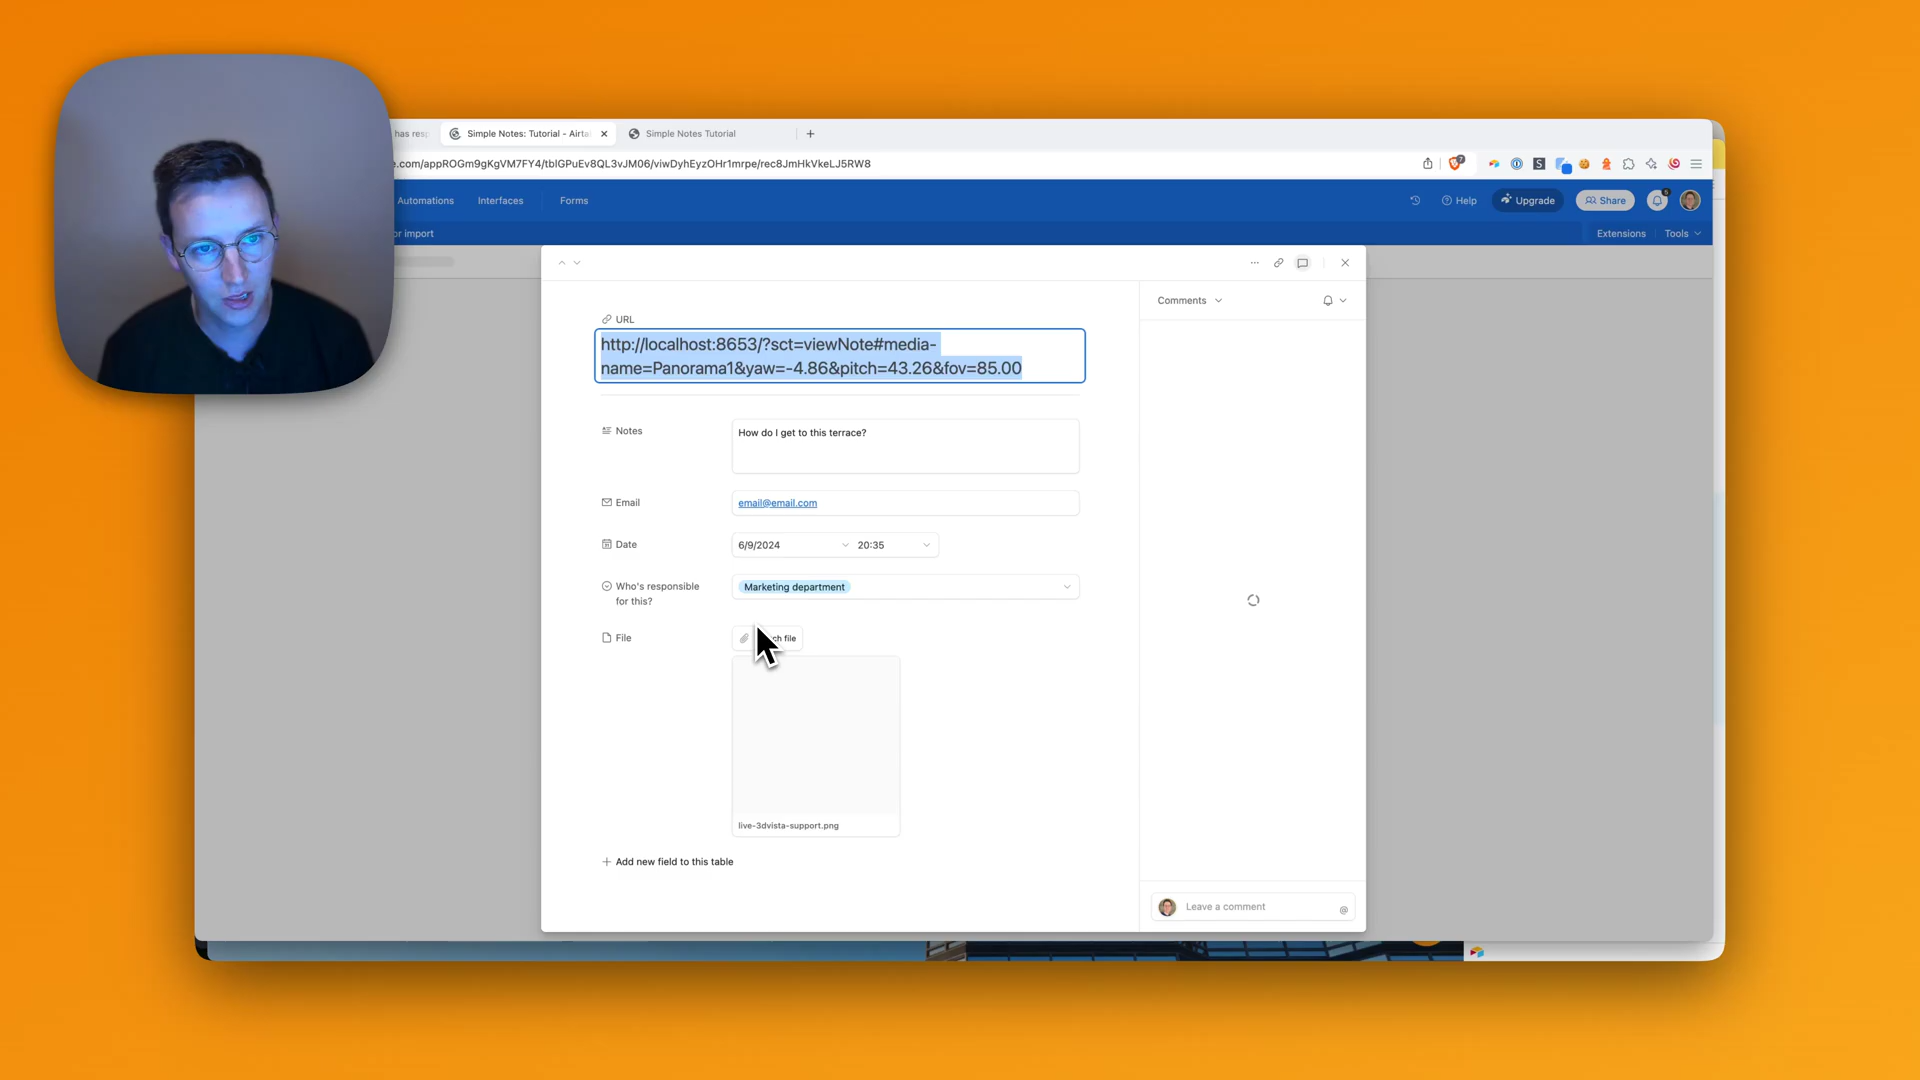 has resp
Simple Notes: Tutorial - Airta
Simple Notes Tutorial
e.com/appROGm9gKgVM7FY4/tblGPuEv8QL3vJM06/viwDyhEyzOHr1mrpe/rec8JmHkVkeLJ5RW8
7
Automations
Interfaces
Forms
Help
Upgrade
Share
or import
Extensions
Tools
URL
Comments
http://localhost:8653/?sct=viewNote#media-
name=Panorama1&yaw=-4.86&pitch=43.26&fov=85.00
Notes
How do I get to this terrace?
Email
email@email.com
Date
6/9/2024
20:35
Who's responsible
for this?
Marketing department
File
ch file
live-3dvista-support.png
Add new field to this table
Leave a comment
@